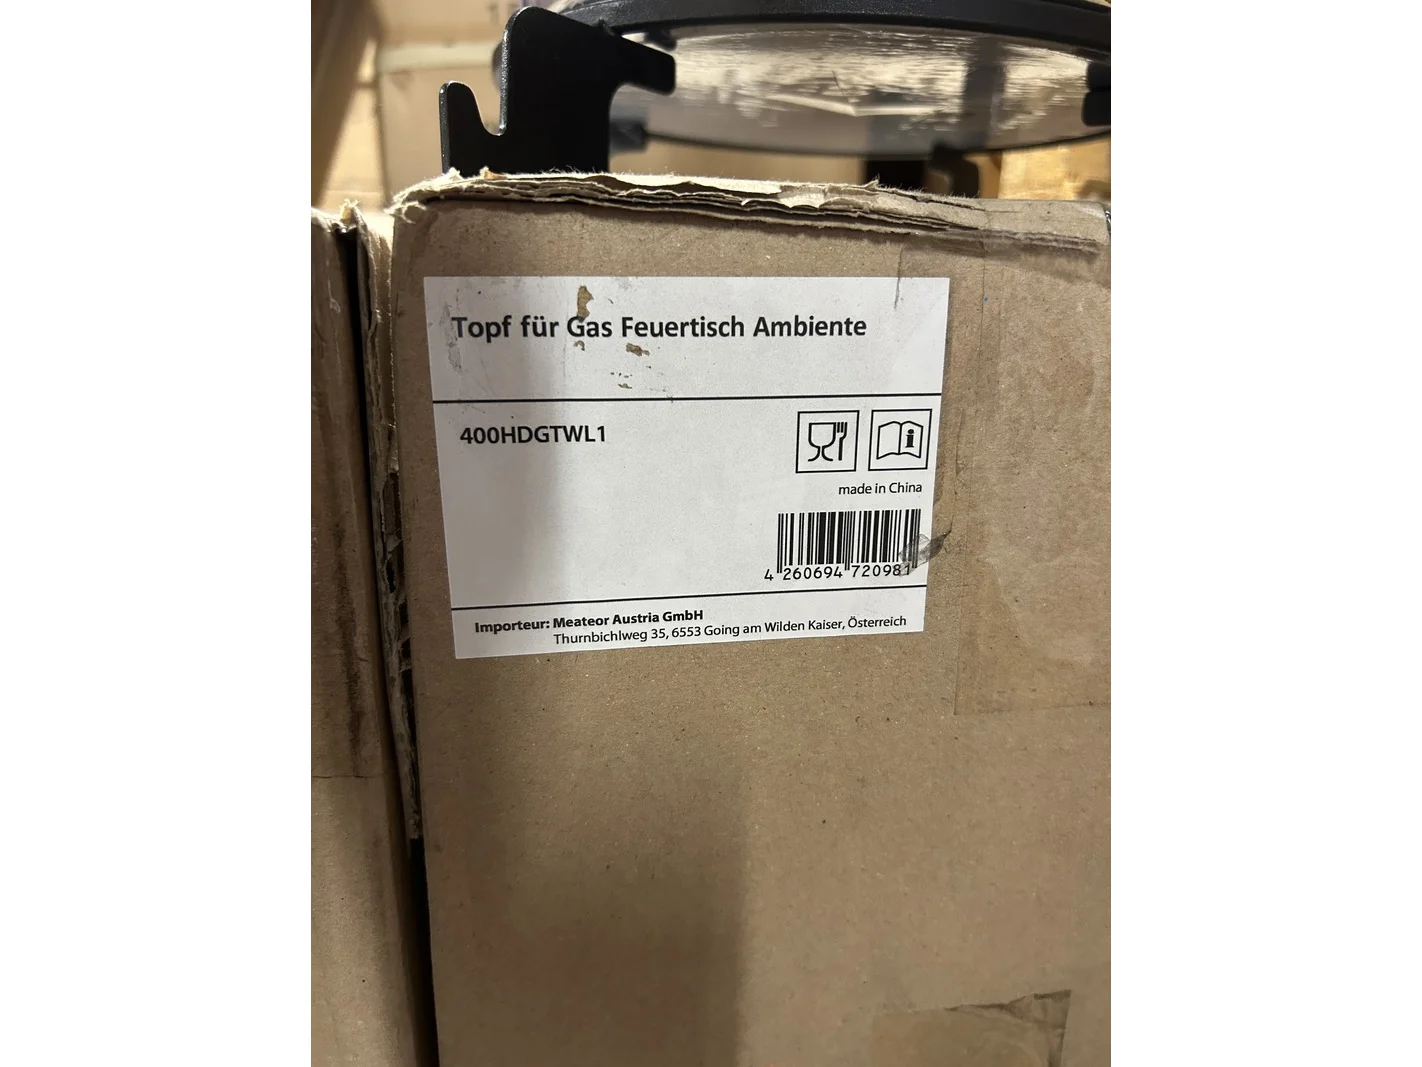 Topf für Gas Feuertisch Ambiente
400HDGTWL1
made in China
4 260694 720981
Importeur: Meateor Austria GmbH
Thurnbichlweg 35, 6553 Going am Wilden Kaiser, Österreich